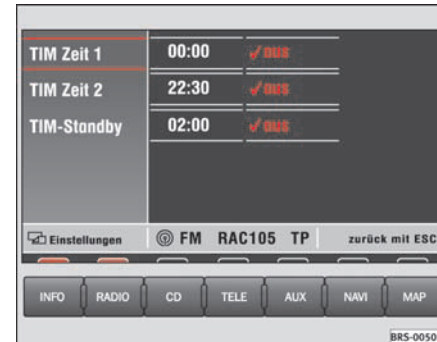 TIM Zeit 1 00:00 ✓aus
TIM Zeit 2 22:30 ✓aus
TIM-Standby 02:00 ✓aus
Einstellungen FM RAC105 TP zurück mit ESC
INFO RADIO CD TELE AUX NAVI MAP
BRS-0050